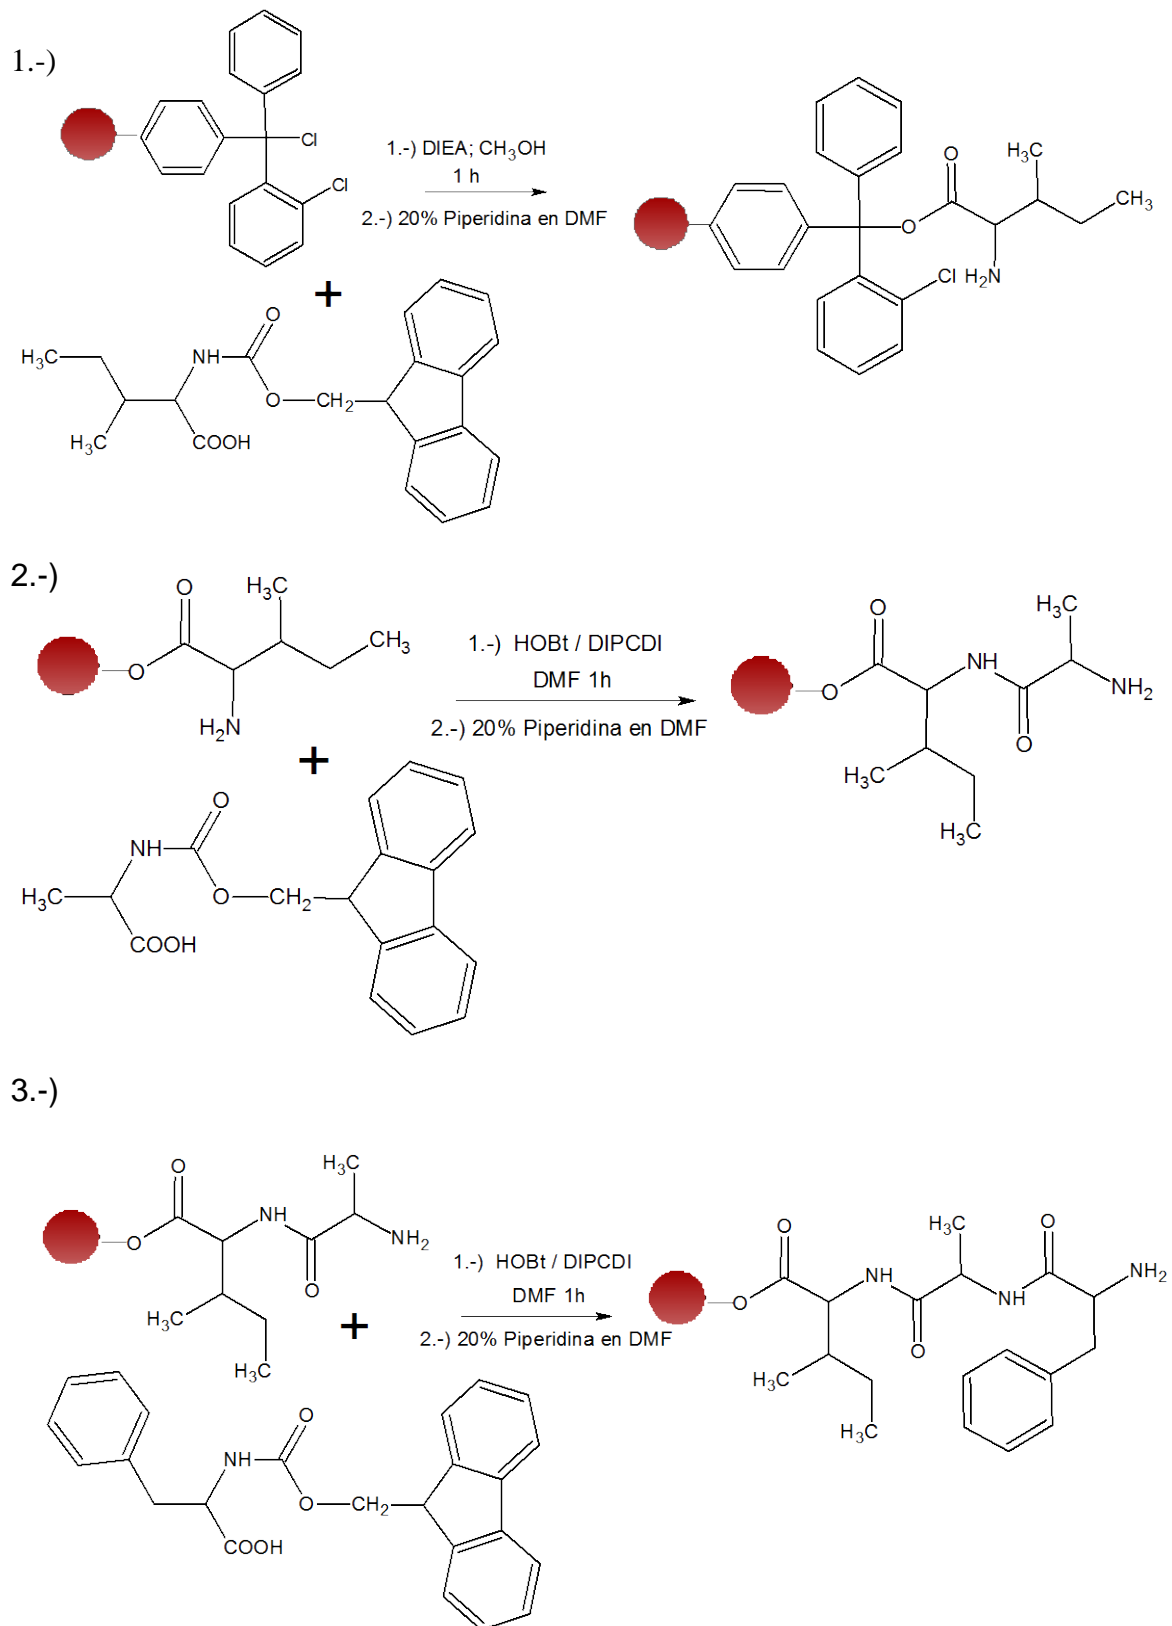 1.-)
Cl
Cl
1.-) DIEA; CH₃OH
1 h
2.-) 20% Piperidina en DMF
O
H₃C
CH₃
O
H₂N
Cl
+
O
H₃C
NH
O
CH₂
H₃C
COOH
2.-)
O
H₃C
CH₃
O
H₂N
1.-) HOBt / DIPCDI
DMF 1h
2.-) 20% Piperidina en DMF
O
H₃C
NH
NH₂
O
O
H₃C
H₃C
+
O
NH
H₃C
O
CH₂
COOH
3.-)
O
H₃C
NH
NH₂
O
O
H₃C
H₃C
1.-) HOBt / DIPCDI
DMF 1h
2.-) 20% Piperidina en DMF
O
H₃C
O
NH
NH₂
O
NH
O
H₃C
H₃C
+
O
NH
O
CH₂
COOH